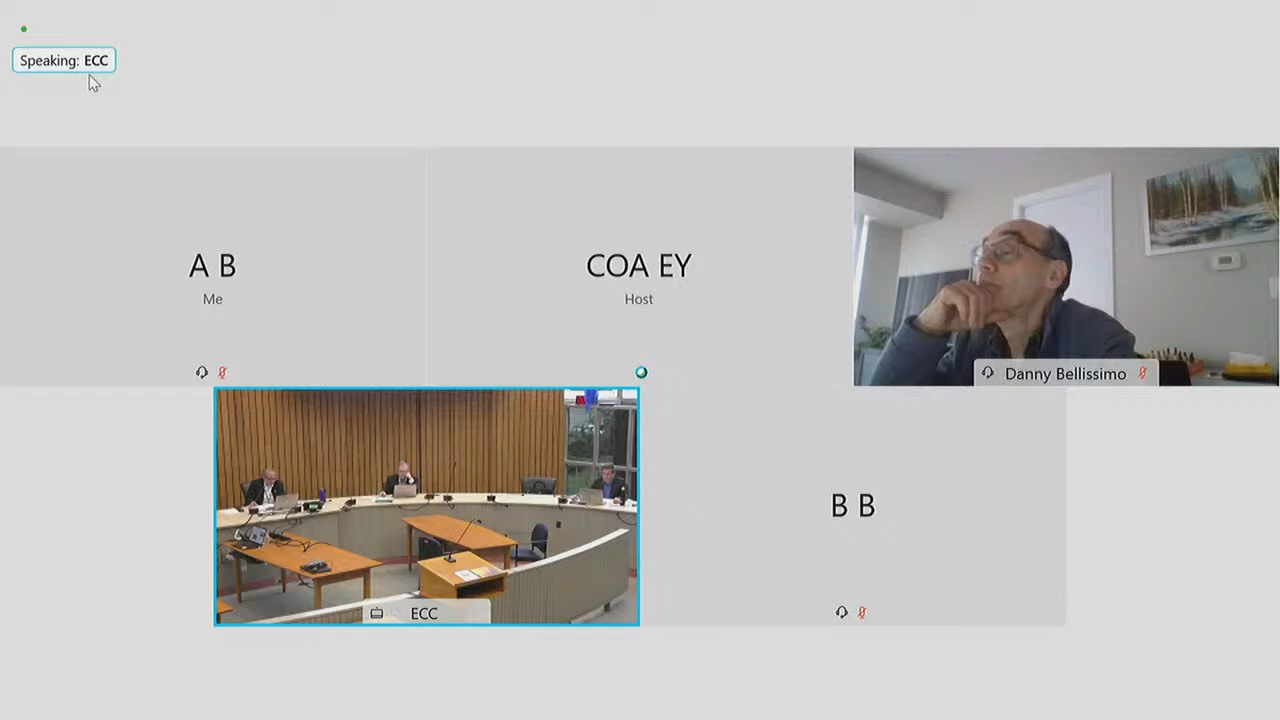 Speaking: ECC
A B
Me
COA EY
Host
Danny Bellissimo
ECC
B B